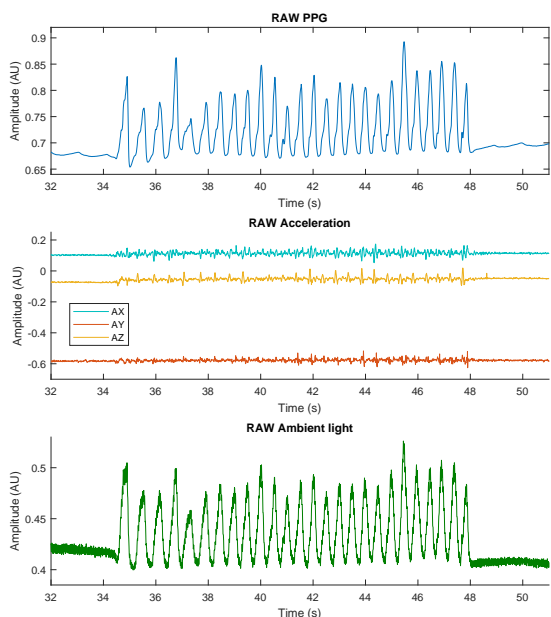 RAW PPG
0.9
0.85
0.8
0.75
0.7
0.65
Amplitude (AU)
32 34 36 38 40 42 44 46 48 50
Time (s)
RAW Acceleration
0.2
0
-0.2
-0.4
-0.6
Amplitude (AU)
AX
AY
AZ
32 34 36 38 40 42 44 46 48 50
Time (s)
RAW Ambient light
0.5
0.45
0.4
Amplitude (AU)
32 34 36 38 40 42 44 46 48 50
Time (s)